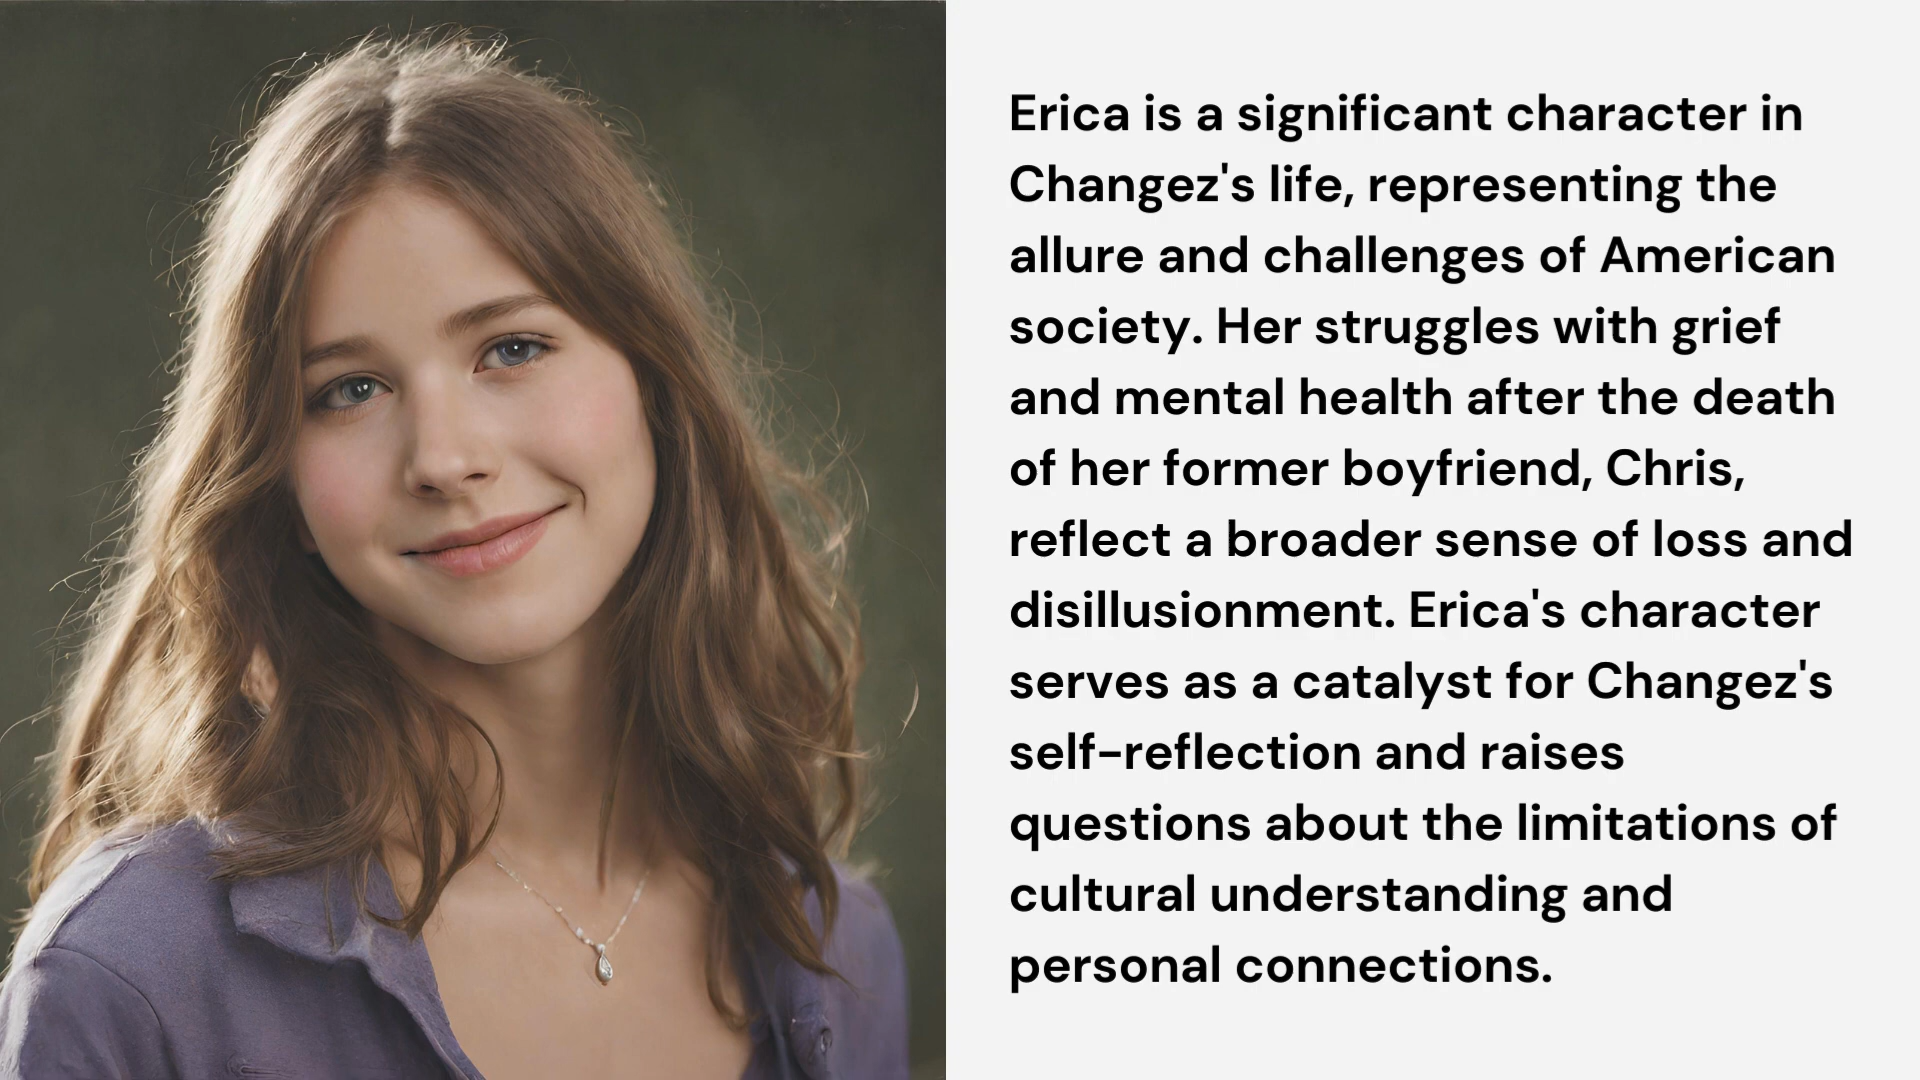 Erica is a significant character in
Changez's life, representing the
allure and challenges of American
society. Her struggles with grief
and mental health after the death
of her former boyfriend, Chris,
reflect a broader sense of loss and
disillusionment. Erica's character
serves as a catalyst for Changez's
self-reflection and raises
questions about the limitations of
cultural understanding and
personal connections.